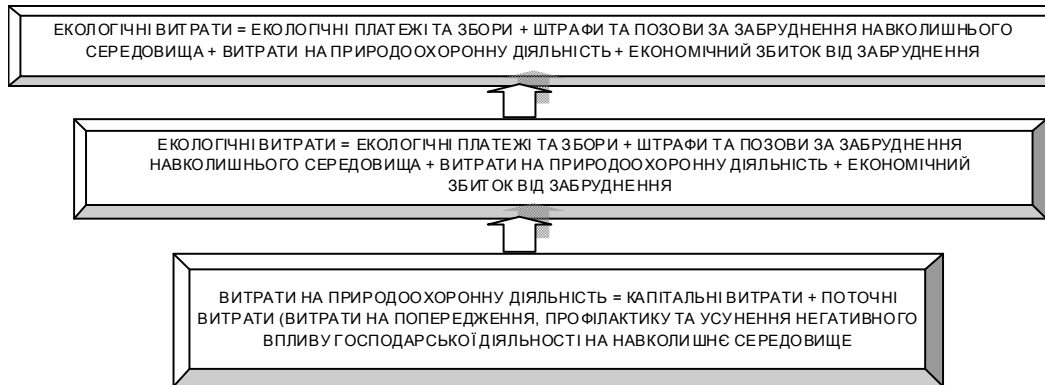 ЕКОЛОГІЧНІ ВИТРАТИ = ЕКОЛОГІЧНІ ПЛАТЕЖІ ТА ЗБОРИ + ШТРАФИ ТА ПОЗОВИ ЗА ЗАБРУДНЕННЯ НАВКОЛИШНЬОГО
СЕРЕДОВИЩА + ВИТРАТИ НА ПРИРОДООХОРОННУ ДІЯЛЬНІСТЬ + ЕКОНОМІЧНИЙ ЗБИТОК ВІД ЗАБРУДНЕННЯ
ЕКОЛОГІЧНІ ВИТРАТИ = ЕКОЛОГІЧНІ ПЛАТЕЖІ ТА ЗБОРИ + ШТРАФИ ТА ПОЗОВИ ЗА ЗАБРУДНЕННЯ
НАВКОЛИШНЬОГО СЕРЕДОВИЩА + ВИТРАТИ НА ПРИРОДООХОРОННУ ДІЯЛЬНІСТЬ + ЕКОНОМІЧНИЙ
ЗБИТОК ВІД ЗАБРУДНЕННЯ
ВИТРАТИ НА ПРИРОДООХОРОННУ ДІЯЛЬНІСТЬ = КАПІТАЛЬНІ ВИТРАТИ + ПОТОЧНІ
ВИТРАТИ (ВИТРАТИ НА ПОПЕРЕДЖЕННЯ, ПРОФІЛАКТИКУ ТА УСУНЕННЯ НЕГАТИВНОГО
ВПЛИВУ ГОСПОДАРСЬКОЇ ДІЯЛЬНОСТІ НА НАВКОЛИШНЄ СЕРЕДОВИЩЕ